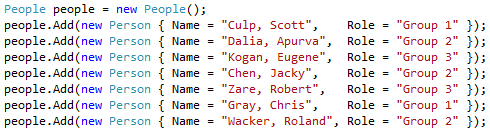 People people = new People();
people.Add(new Person { Name = "Culp, Scott",    Role = "Group 1" });
people.Add(new Person { Name = "Dalia, Apurva",  Role = "Group 2" });
people.Add(new Person { Name = "Kogan, Eugene",  Role = "Group 3" });
people.Add(new Person { Name = "Chen, Jacky",    Role = "Group 2" });
people.Add(new Person { Name = "Zare, Robert",   Role = "Group 3" });
people.Add(new Person { Name = "Gray, Chris",    Role = "Group 1" });
people.Add(new Person { Name = "Wacker, Roland", Role = "Group 2" });